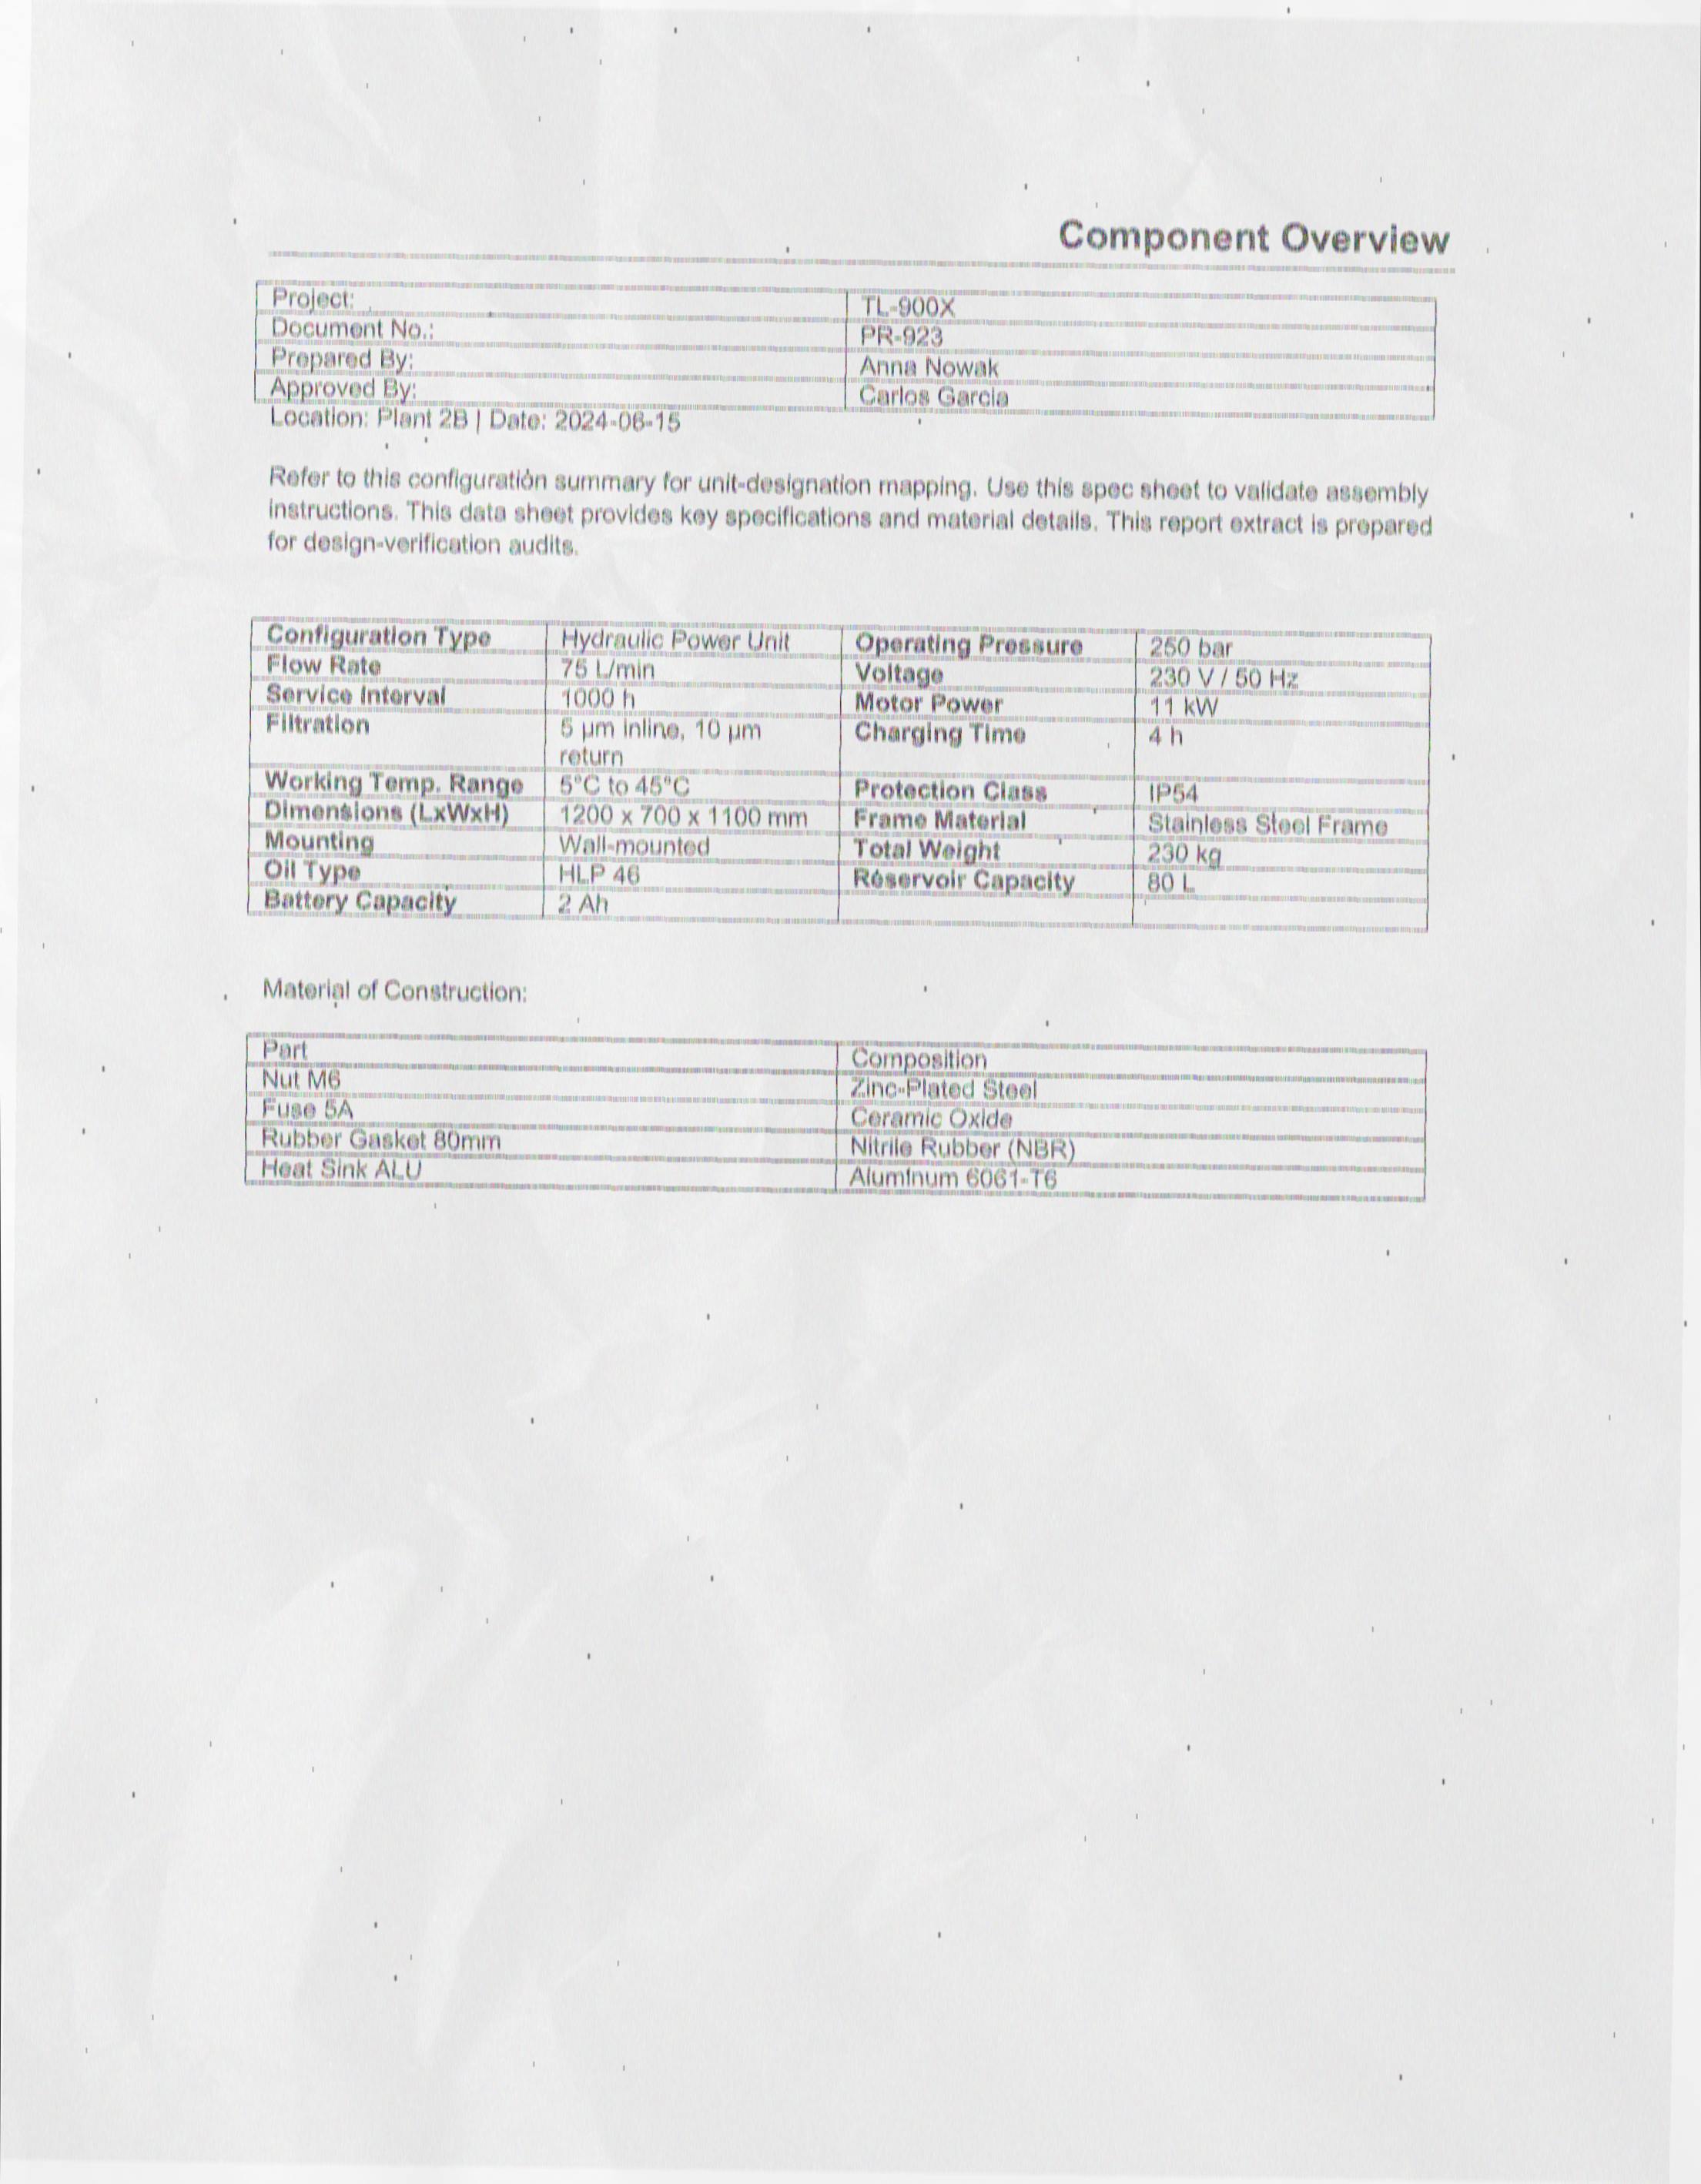 Component Overview
Project: TL-900X
Document No.: PR-923
Prepared By: Anna Nowak
Approved By: Carlos Garcia
Location: Plant 2B | Date: 2024-06-15
Refer to this configuration summary for unit-designation mapping. Use this spec sheet to validate assembly
instructions. This data sheet provides key specifications and material details. This report extract is prepared
for design-verification audits.
Configuration Type Hydraulic Power Unit Operating Pressure 250 bar
Flow Rate 75 L/min Voltage 230 V / 50 Hz
Service Interval 1000 h Motor Power 11 kW
Filtration 5 µm inline, 10 µm Charging Time 4 h
return
Working Temp. Range 5°C to 45°C Protection Class IP54
Dimensions (LxWxH) 1200 x 700 x 1100 mm Frame Material Stainless Steel Frame
Mounting Wall-mounted Total Weight 230 kg
Oil Type HLP 46 Reservoir Capacity 80 L
Battery Capacity 2 Ah
Material of Construction:
Part Composition
Nut M6 Zinc-Plated Steel
Fuse 5A Ceramic Oxide
Rubber Gasket 80mm Nitrile Rubber (NBR)
Heat Sink ALU Aluminum 6061-T6